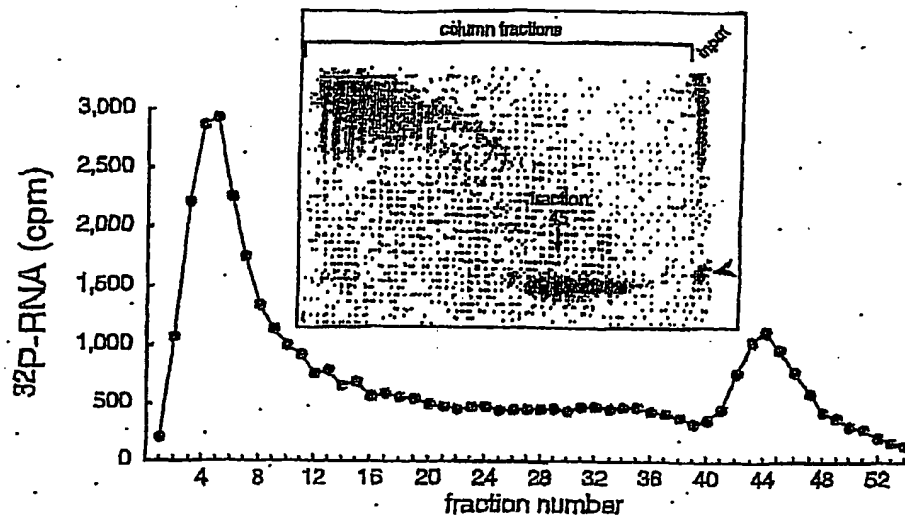 column fractions
input
fraction
45
32P-RNA (cpm)
3,000
2,500
2,000
1,500
1,000
500
0
4 8 12 16 20 24 28 32 36 40 44 48 52
fraction number